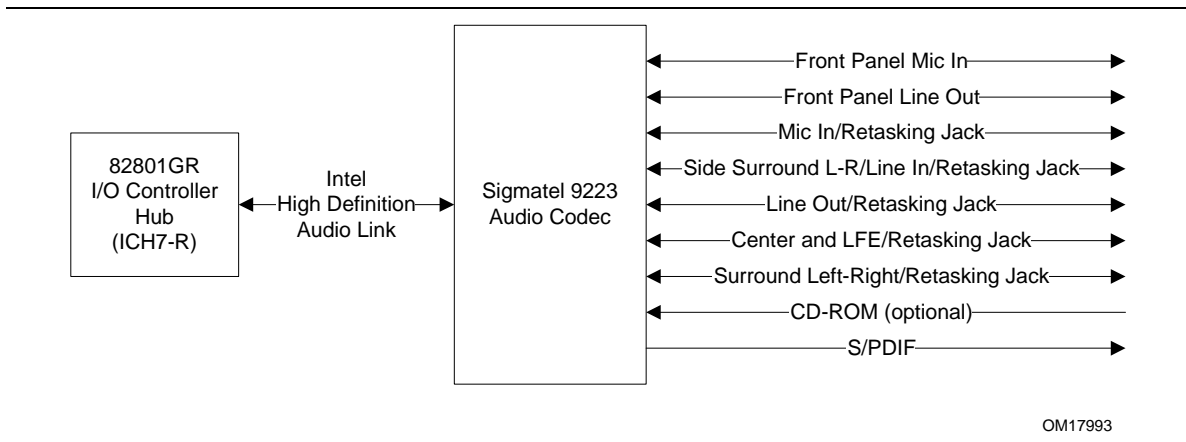 82801GR
I/O Controller
Hub
(ICH7-R)
Intel
High Definition
Audio Link
Sigmatel 9223
Audio Codec
Front Panel Mic In
Front Panel Line Out
Mic In/Retasking Jack
Side Surround L-R/Line In/Retasking Jack
Line Out/Retasking Jack
Center and LFE/Retasking Jack
Surround Left-Right/Retasking Jack
CD-ROM (optional)
S/PDIF
OM17993